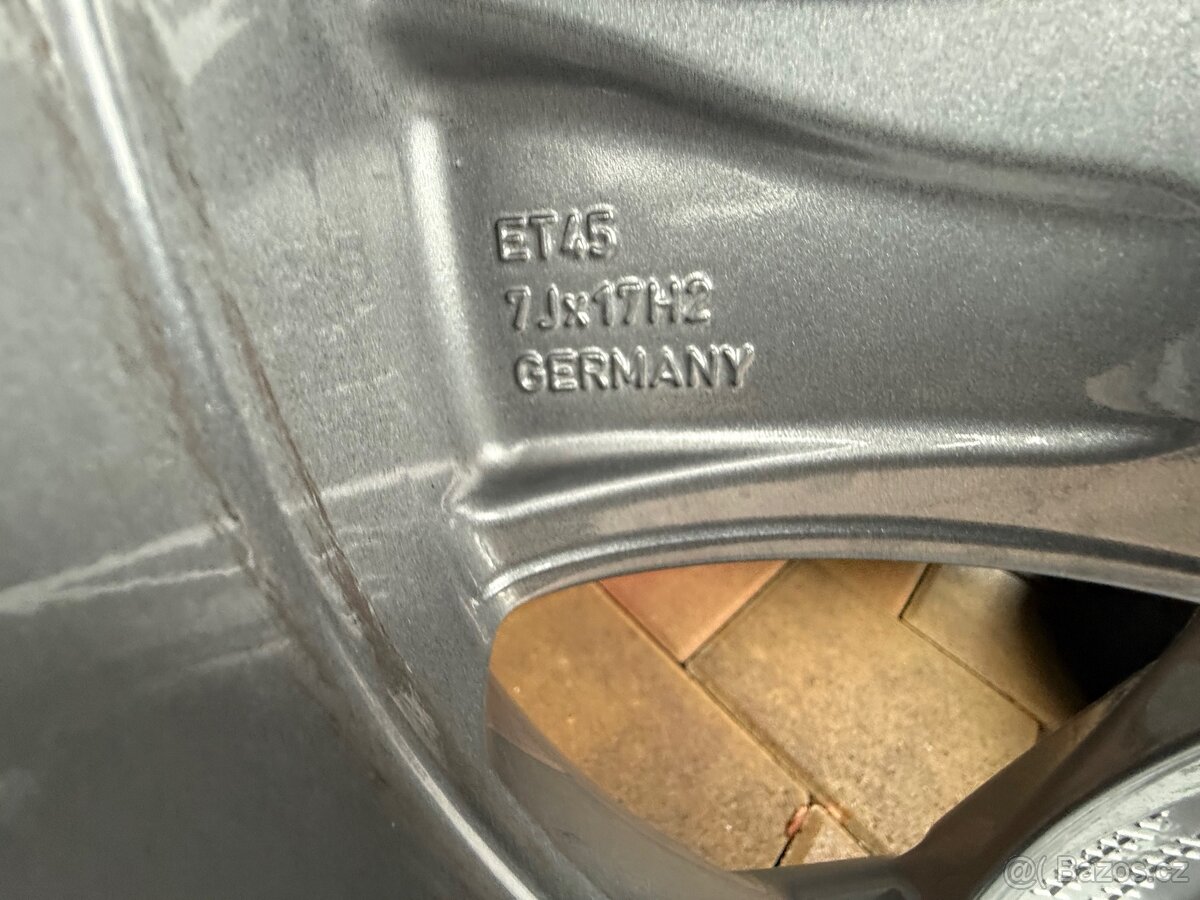 ET45
7Jx17H2
GERMANY
@( Bazos.cz